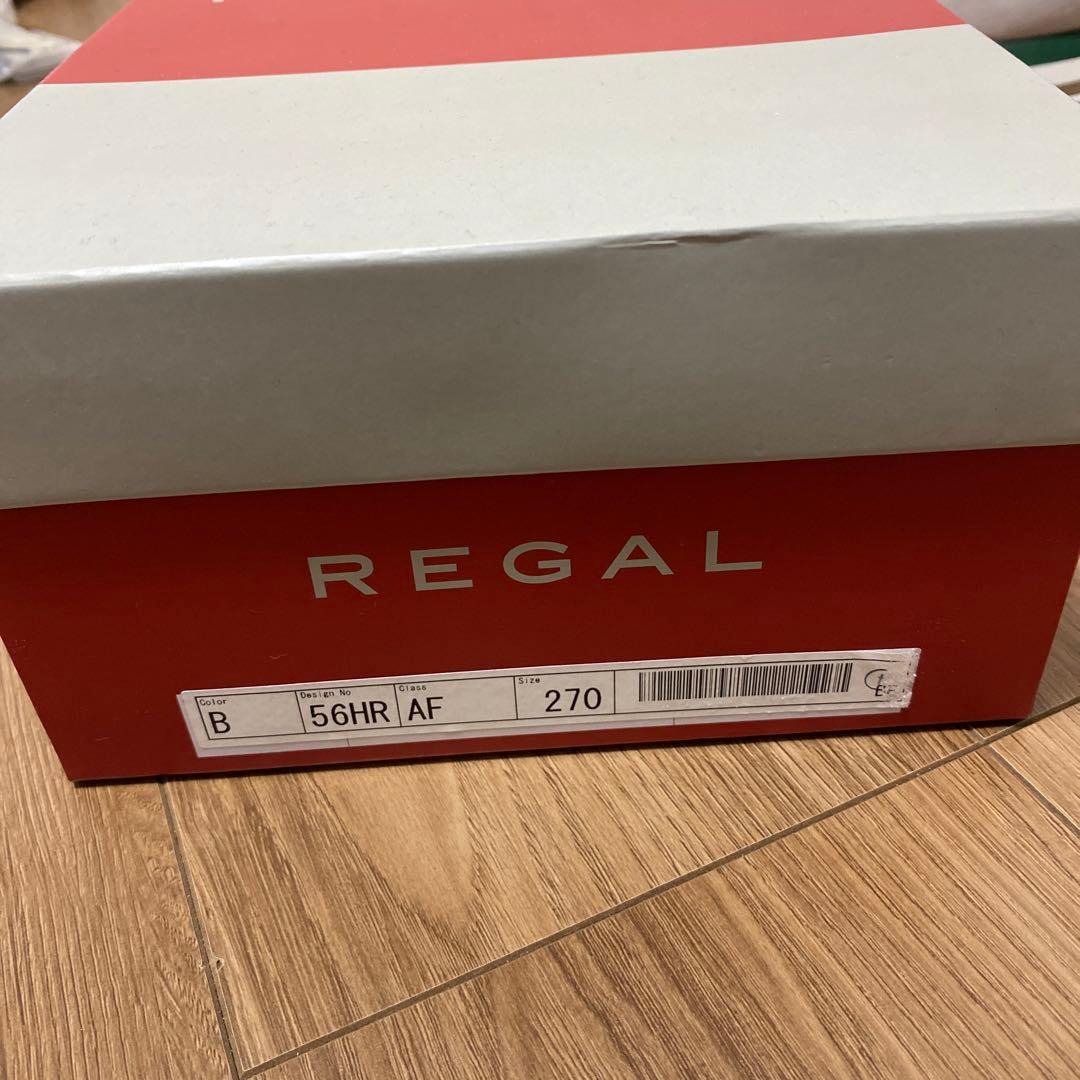 REGAL
Color Design No Class Size
B 56HR AF 270